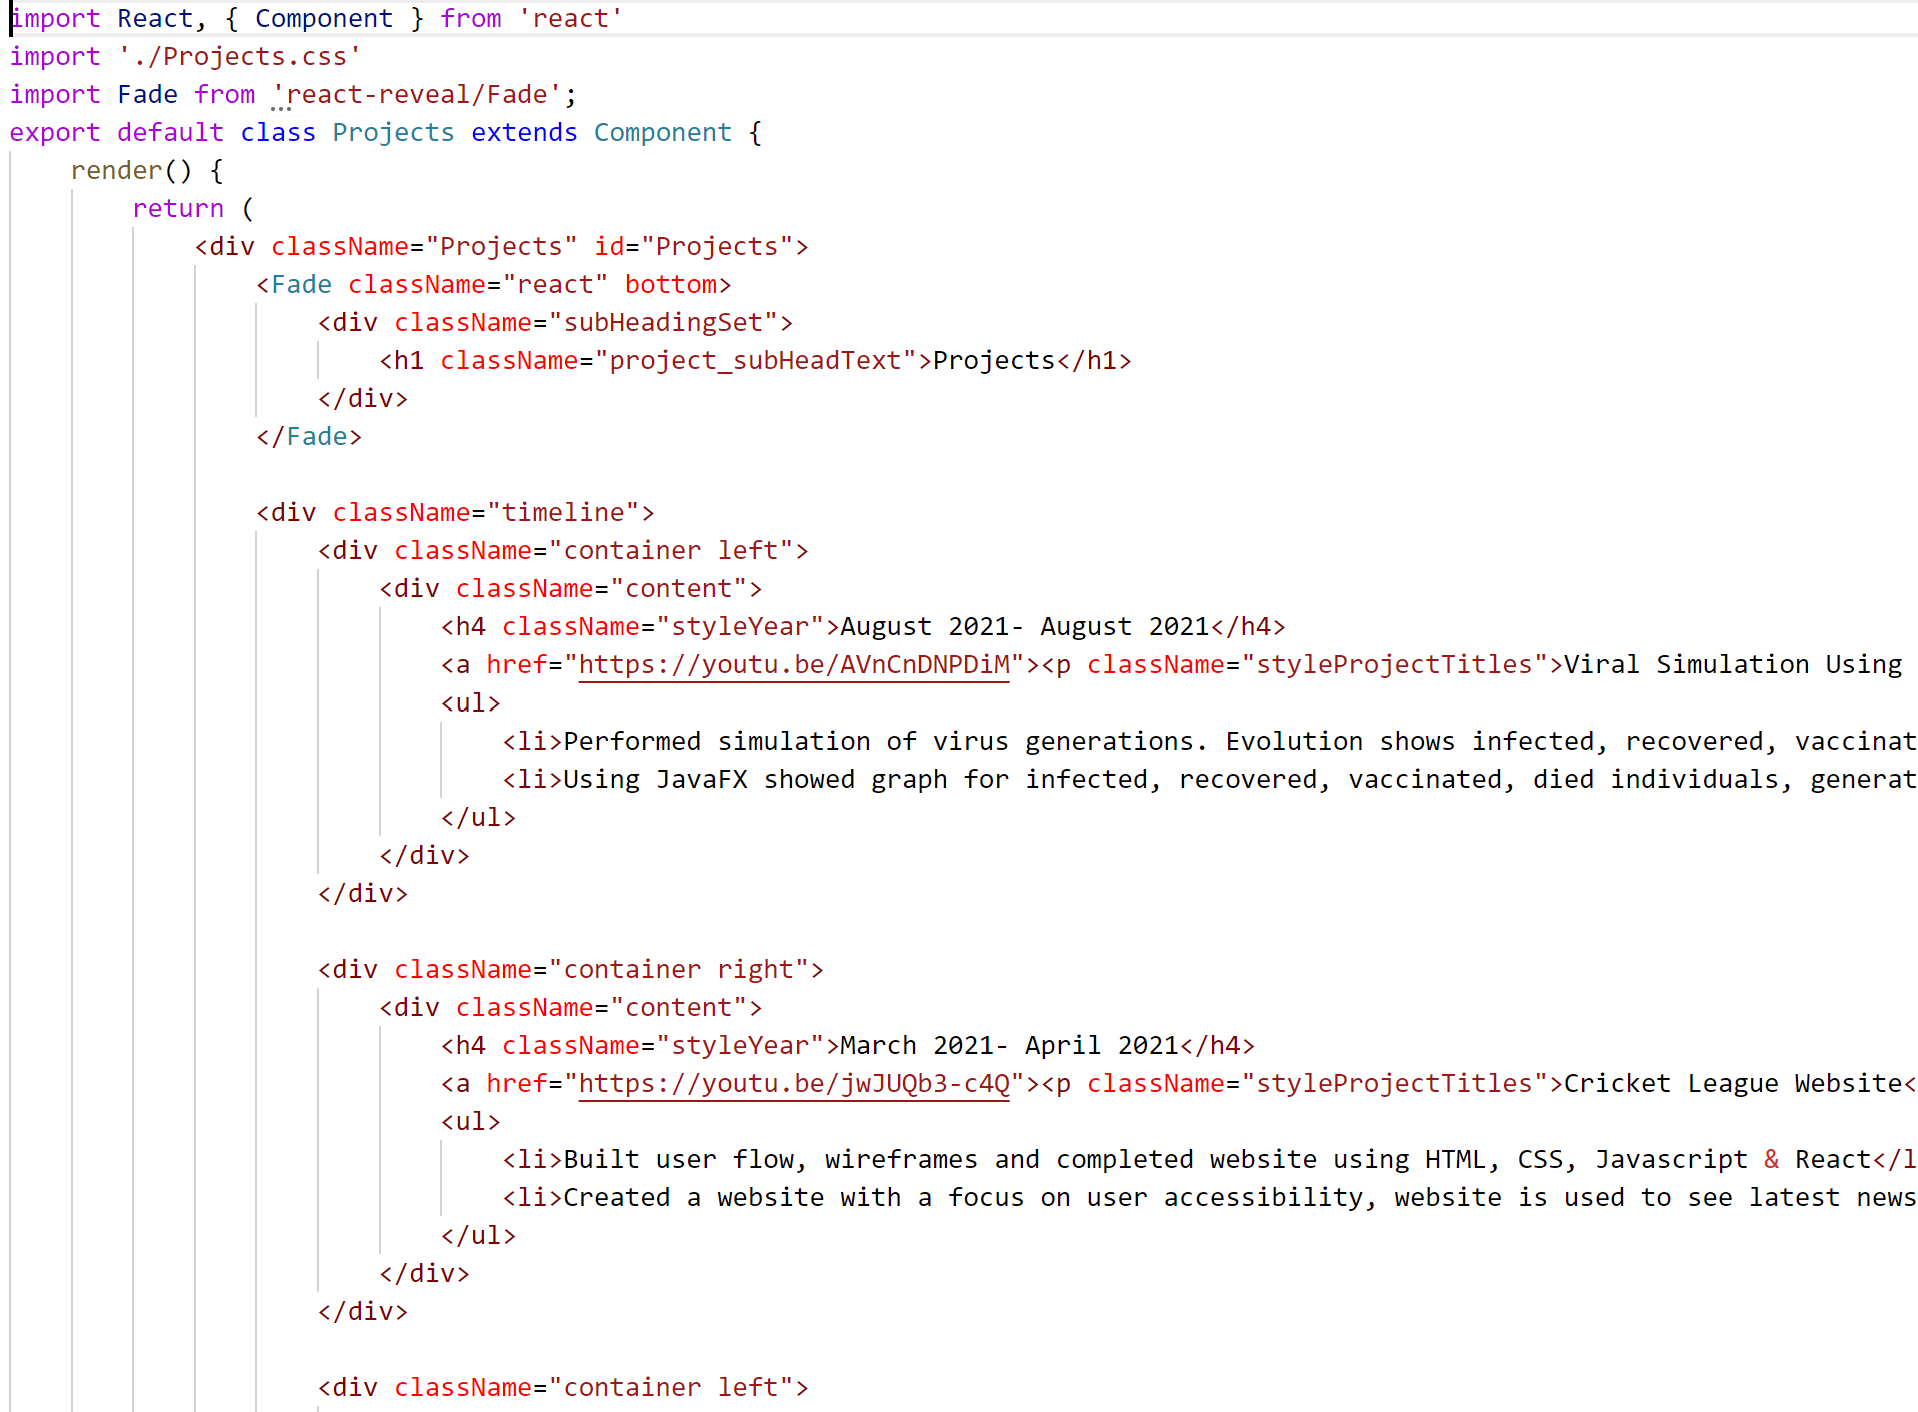 import React, { Component } from 'react'
import './Projects.css'
import Fade from 'react-reveal/Fade';
export default class Projects extends Component {
    render() {
        return (
            <div className="Projects" id="Projects">
                <Fade className="react" bottom>
                    <div className="subHeadingSet">
                        <h1 className="project_subHeadText">Projects</h1>
                    </div>
                </Fade>

                <div className="timeline">
                    <div className="container left">
                        <div className="content">
                            <h4 className="styleYear">August 2021- August 2021</h4>
                            <a href="https://youtu.be/AVnCnDNPDiM"><p className="styleProjectTitles">Viral Simulation Using
                            <ul>
                                <li>Performed simulation of virus generations. Evolution shows infected, recovered, vaccinat
                                <li>Using JavaFX showed graph for infected, recovered, vaccinated, died individuals, generat
                            </ul>
                        </div>
                    </div>

                    <div className="container right">
                        <div className="content">
                            <h4 className="styleYear">March 2021- April 2021</h4>
                            <a href="https://youtu.be/jwJUQb3-c4Q"><p className="styleProjectTitles">Cricket League Website<
                            <ul>
                                <li>Built user flow, wireframes and completed website using HTML, CSS, Javascript & React</l
                                <li>Created a website with a focus on user accessibility, website is used to see latest news
                            </ul>
                        </div>
                    </div>

                    <div className="container left">